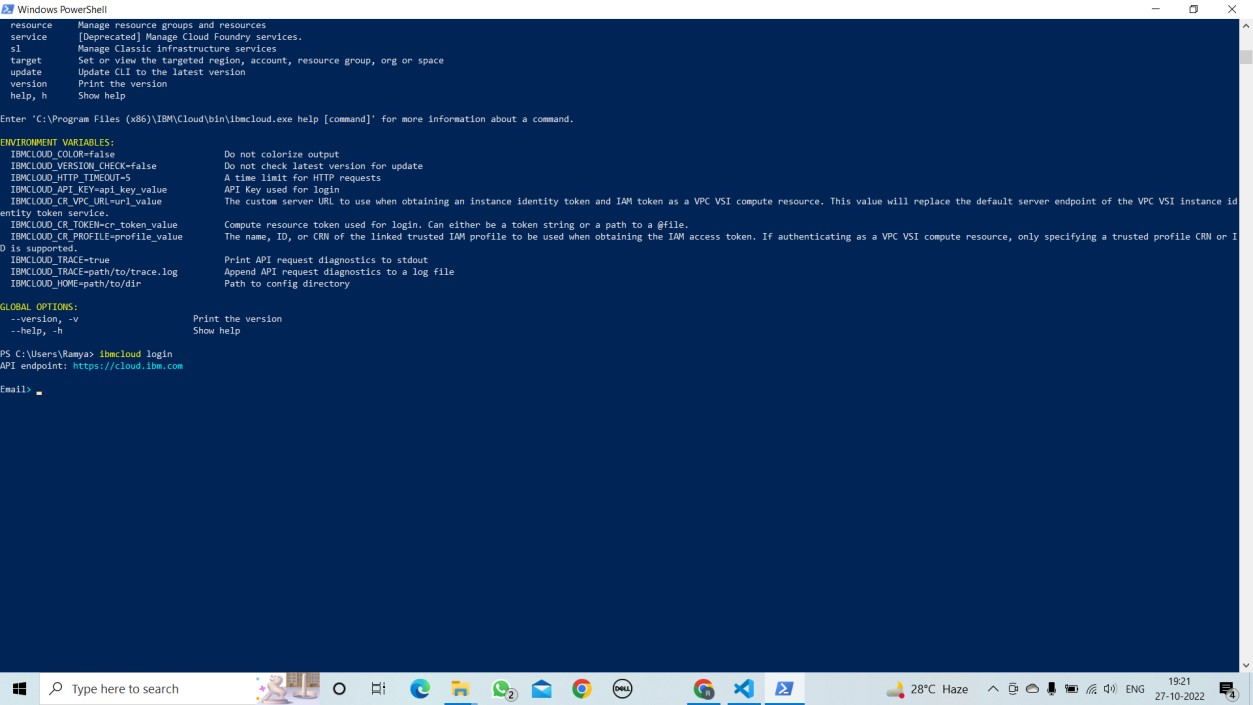 Windows PowerShell
resource Manage resource groups and resources
service [Deprecated] Manage Cloud Foundry services.
sl Manage Classic infrastructure services
target Set or view the targeted region, account, resource group, org or space
update Update CLI to the latest version
version Print the version
help, h Show help
Enter 'C:\Program Files (x86)\IBM\Cloud\bin\ibmcloud.exe help [command]' for more information about a command.
ENVIRONMENT VARIABLES:
IBMCLOUD_COLOR=false Do not colorize output
IBMCLOUD_VERSION_CHECK=false Do not check latest version for update
IBMCLOUD_HTTP_TIMEOUT=5 A time limit for HTTP requests
IBMCLOUD_API_KEY=api_key_value API Key used for login
IBMCLOUD_CR_VPC_URL=url_value The custom server URL to use when obtaining an instance identity token and IAM token as a VPC VSI compute resource. This value will replace the default server endpoint of the VPC VSI instance id
entity token service.
IBMCLOUD_CR_TOKEN=cr_token_value Compute resource token used for login. Can either be a token string or a path to a @file.
IBMCLOUD_CR_PROFILE=profile_value The name, ID, or CRN of the linked trusted IAM profile to be used when obtaining the IAM access token. If authenticating as a VPC VSI compute resource, only specifying a trusted profile CRN or I
D is supported.
IBMCLOUD_TRACE=true Print API request diagnostics to stdout
IBMCLOUD_TRACE=path/to/trace.log Append API request diagnostics to a log file
IBMCLOUD_HOME=path/to/dir Path to config directory
GLOBAL OPTIONS:
--version, -v Print the version
--help, -h Show help
PS C:\Users\Ramya> ibmcloud login
API endpoint: https://cloud.ibm.com
Email>
Type here to search
2
DELL
28°C Haze
ENG
19:21
27-10-2022
4